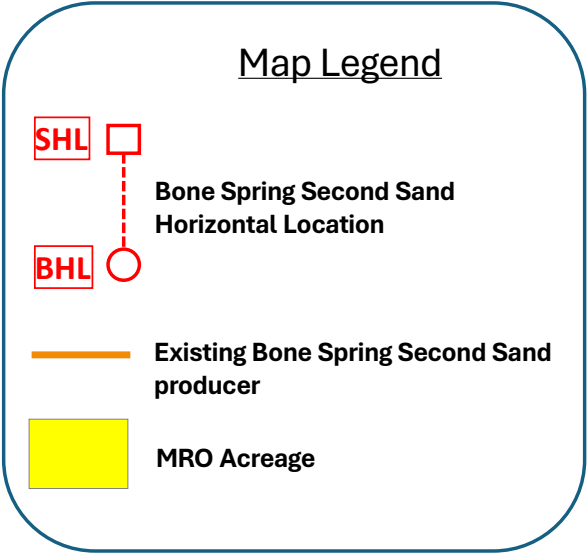 Map Legend
SHL
Bone Spring Second Sand
Horizontal Location
BHL
Existing Bone Spring Second Sand
producer
MRO Acreage